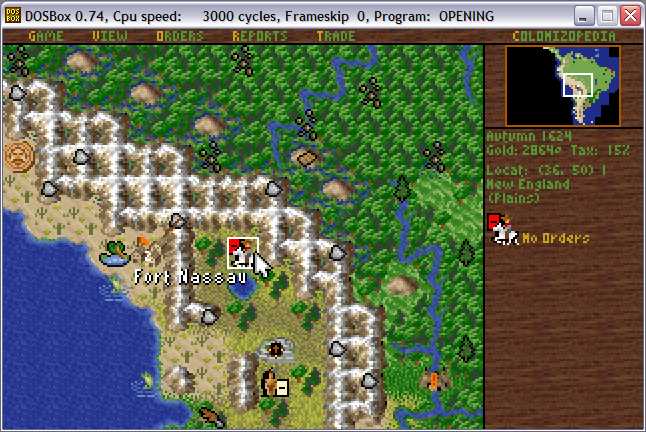 DOSBox 0.74, Cpu speed: 3000 cycles, Frameskip 0, Program: OPENING
GAME VIEW ORDERS REPORTS TRADE COLONIZOPEDIA
Autumn 1624
Gold: 2864 Tax: 15%
Locat: (36, 50) 1
New England
(Plains)
No Orders
Fort Nassau
2